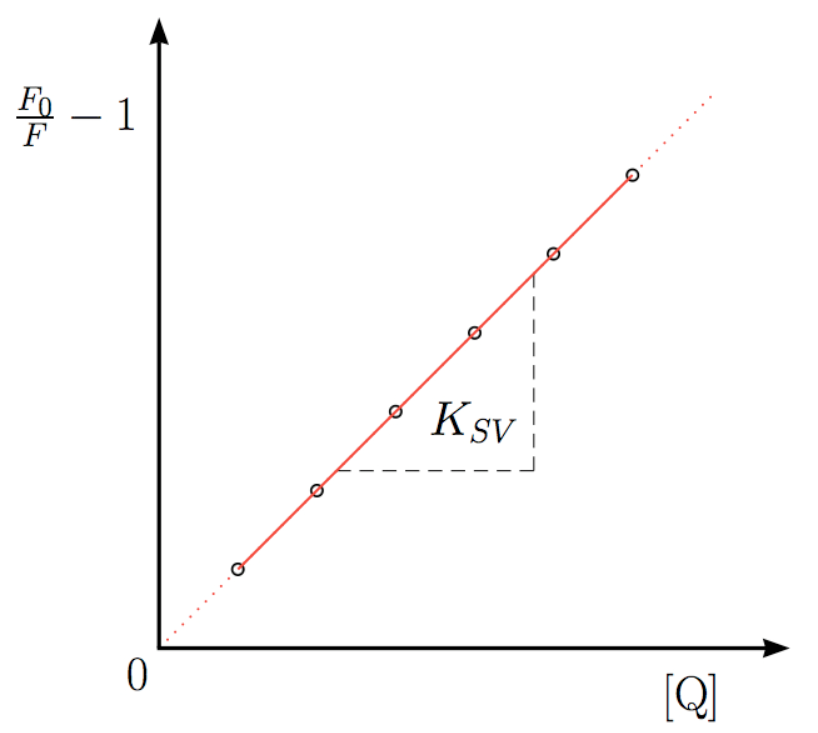 F₀/F − 1
K_SV
0
[Q]